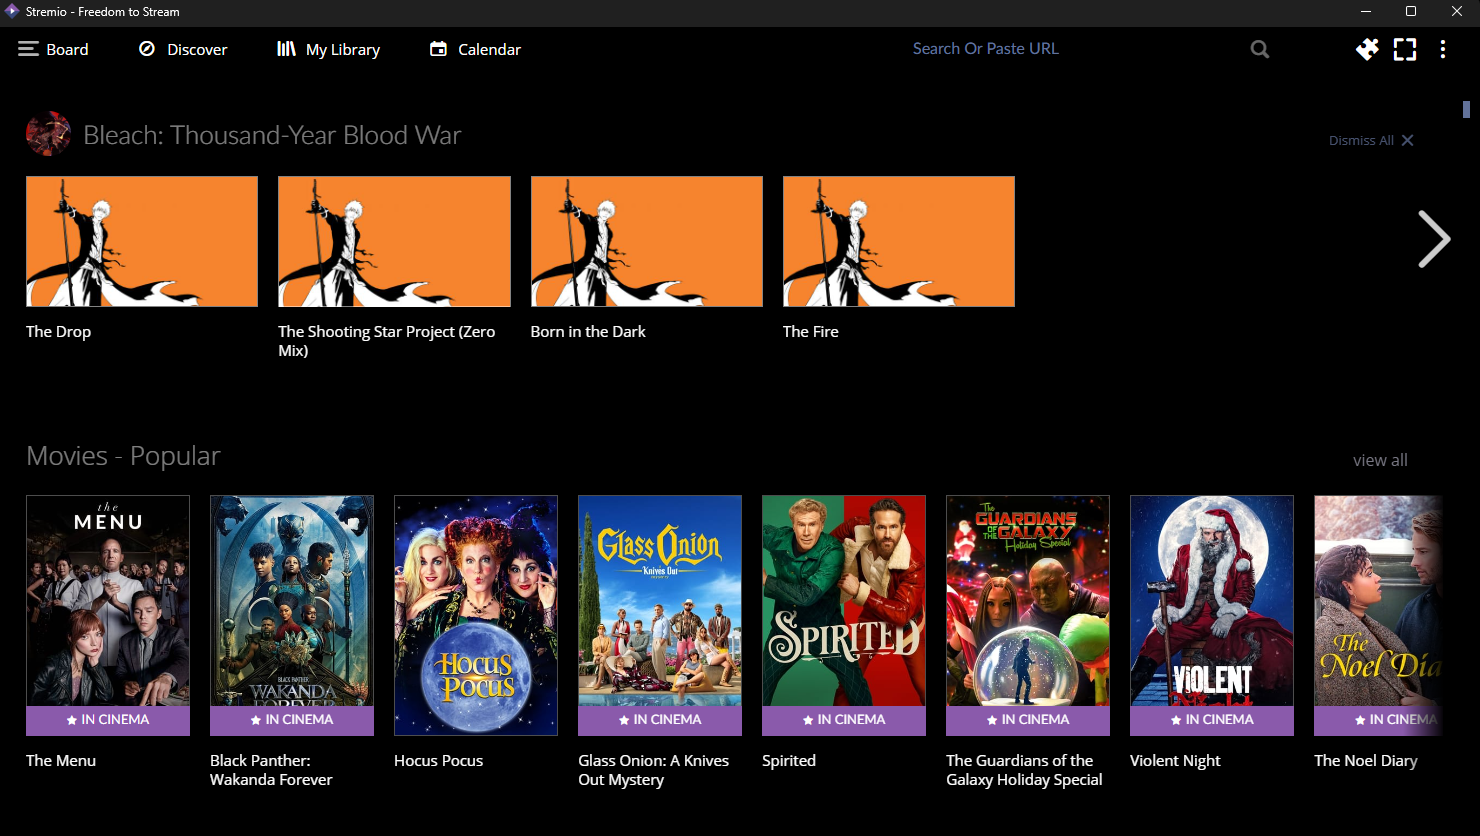 Stremio - Freedom to Stream
Board
Discover
My Library
Calendar
Search Or Paste URL
Bleach: Thousand-Year Blood War
Dismiss All
The Drop
The Shooting Star Project (Zero
Mix)
Born in the Dark
The Fire
Movies - Popular
view all
the
MENU
IN CINEMA
The Menu
BLACK PANTHER
WAKANDA
FOREVER
IN CINEMA
Black Panther:
Wakanda Forever
HOCUS
POCUS
Hocus Pocus
Glass Onion
Knives Out
IN CINEMA
Glass Onion: A Knives
Out Mystery
SPIRITED
IN CINEMA
Spirited
The
GUARDIANS
OF THE
GALAXY
Holiday Special
IN CINEMA
The Guardians of the
Galaxy Holiday Special
VIOLENT
Night
IN CINEMA
Violent Night
The
Noel Dia
IN CINEMA
The Noel Diary